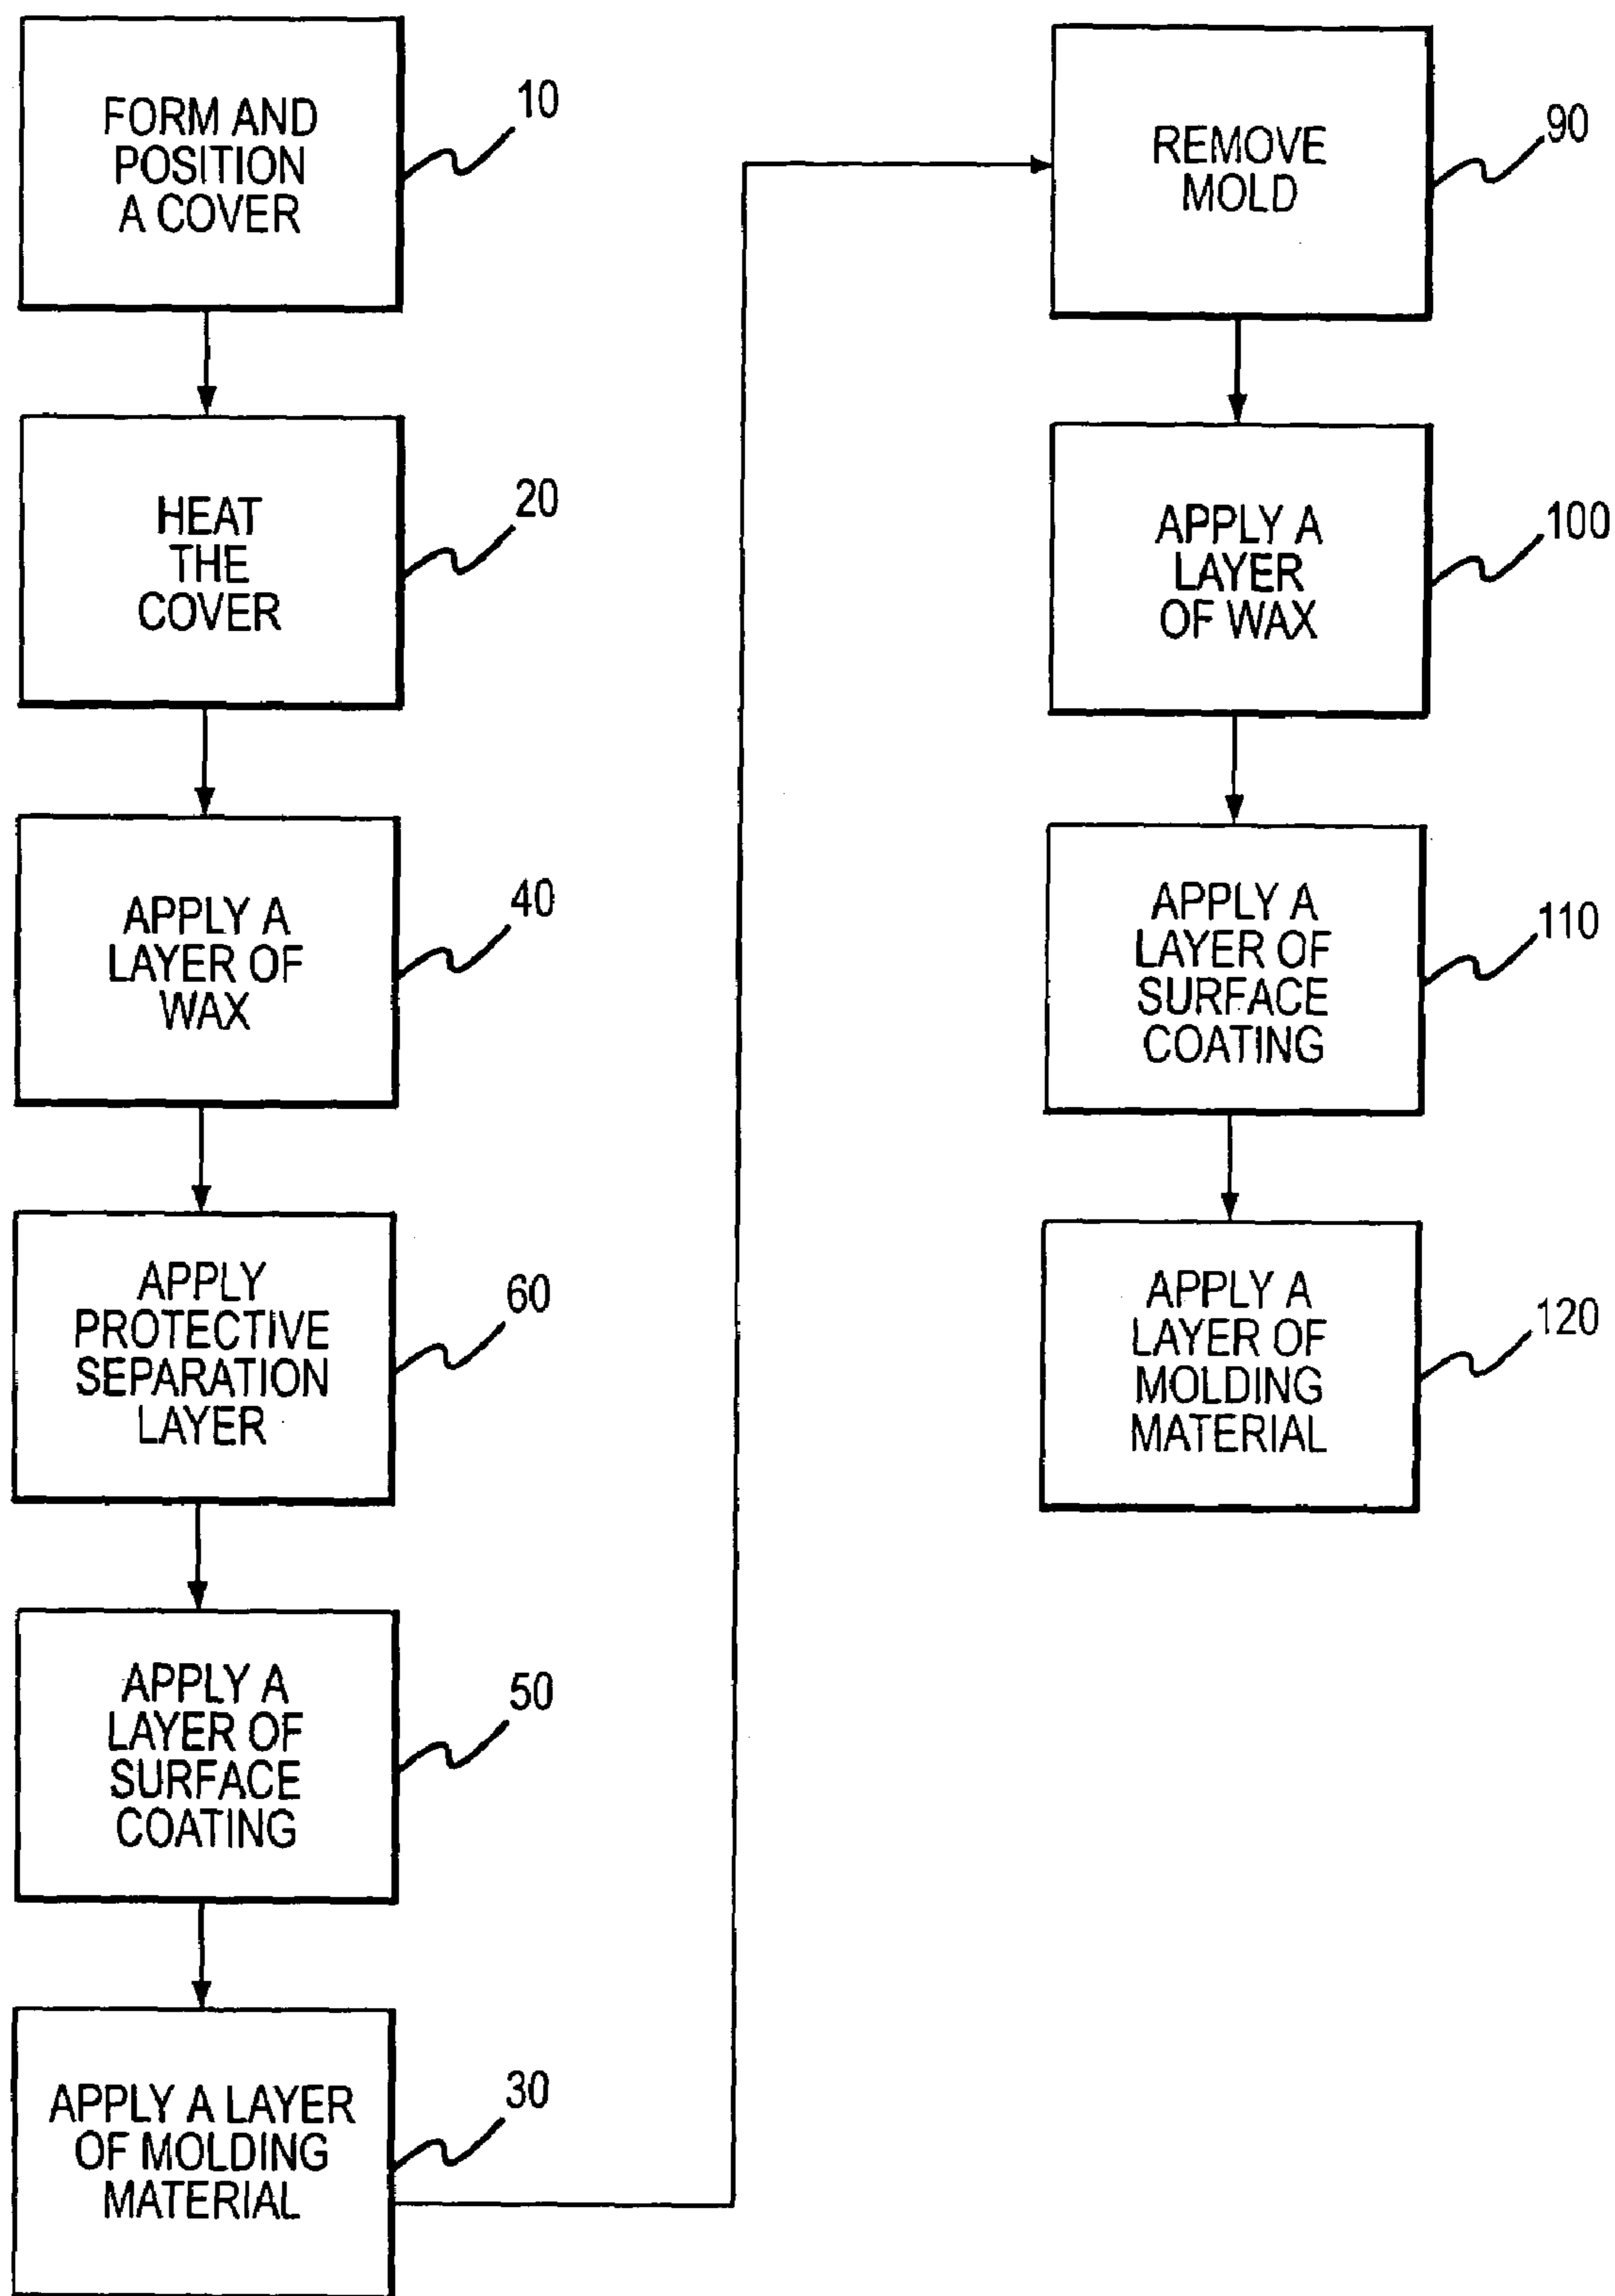 FORM AND
POSITION
A COVER
10
HEAT
THE
COVER
20
APPLY A
LAYER OF
WAX
40
APPLY
PROTECTIVE
SEPARATION
LAYER
60
APPLY A
LAYER OF
SURFACE
COATING
50
APPLY A LAYER
OF MOLDING
MATERIAL
30
REMOVE
MOLD
90
APPLY A
LAYER
OF WAX
100
APPLY A
LAYER OF
SURFACE
COATING
110
APPLY A
LAYER OF
MOLDING
MATERIAL
120